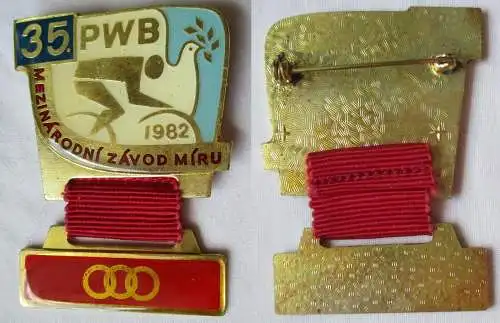 35. PWB
1982
MEZINÁRODNÍ ZÁVOD MÍRU